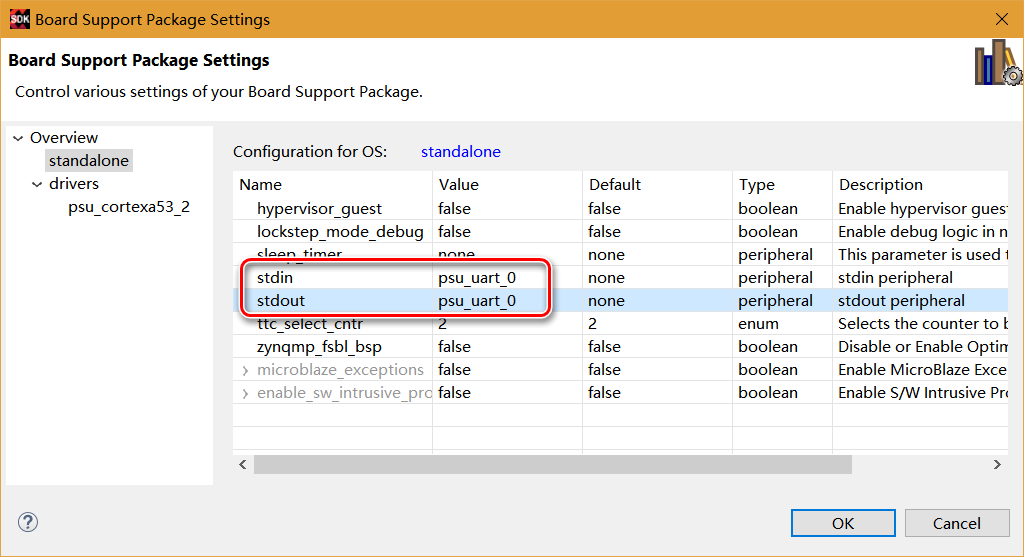 SDK Board Support Package Settings
Board Support Package Settings
Control various settings of your Board Support Package.
Overview
standalone
drivers
psu_cortexa53_2
Configuration for OS: standalone
Name Value Default Type Description
hypervisor_guest false false boolean Enable hypervisor gues
lockstep_mode_debug false false boolean Enable debug logic in n
sleep_timer none none peripheral This parameter is used t
stdin psu_uart_0 none peripheral stdin peripheral
stdout psu_uart_0 none peripheral stdout peripheral
ttc_select_cntr 2 2 enum Selects the counter to b
zynqmp_fsbl_bsp false false boolean Disable or Enable Optim
microblaze_exceptions false false boolean Enable MicroBlaze Exce
enable_sw_intrusive_pro false false boolean Enable S/W Intrusive Pro
OK Cancel